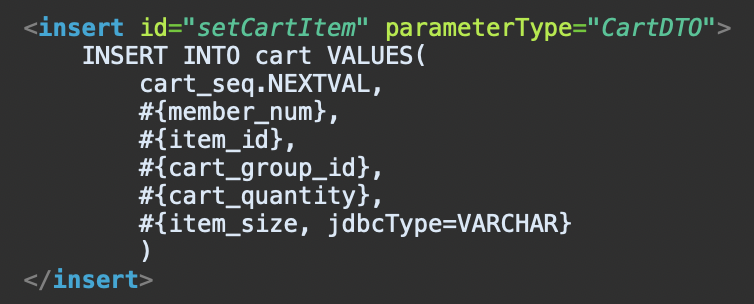 <insert id="setCartItem" parameterType="CartDTO">
INSERT INTO cart VALUES(
cart_seq.NEXTVAL,
#{member_num},
#{item_id},
#{cart_group_id},
#{cart_quantity},
#{item_size, jdbcType=VARCHAR}
)
</insert>